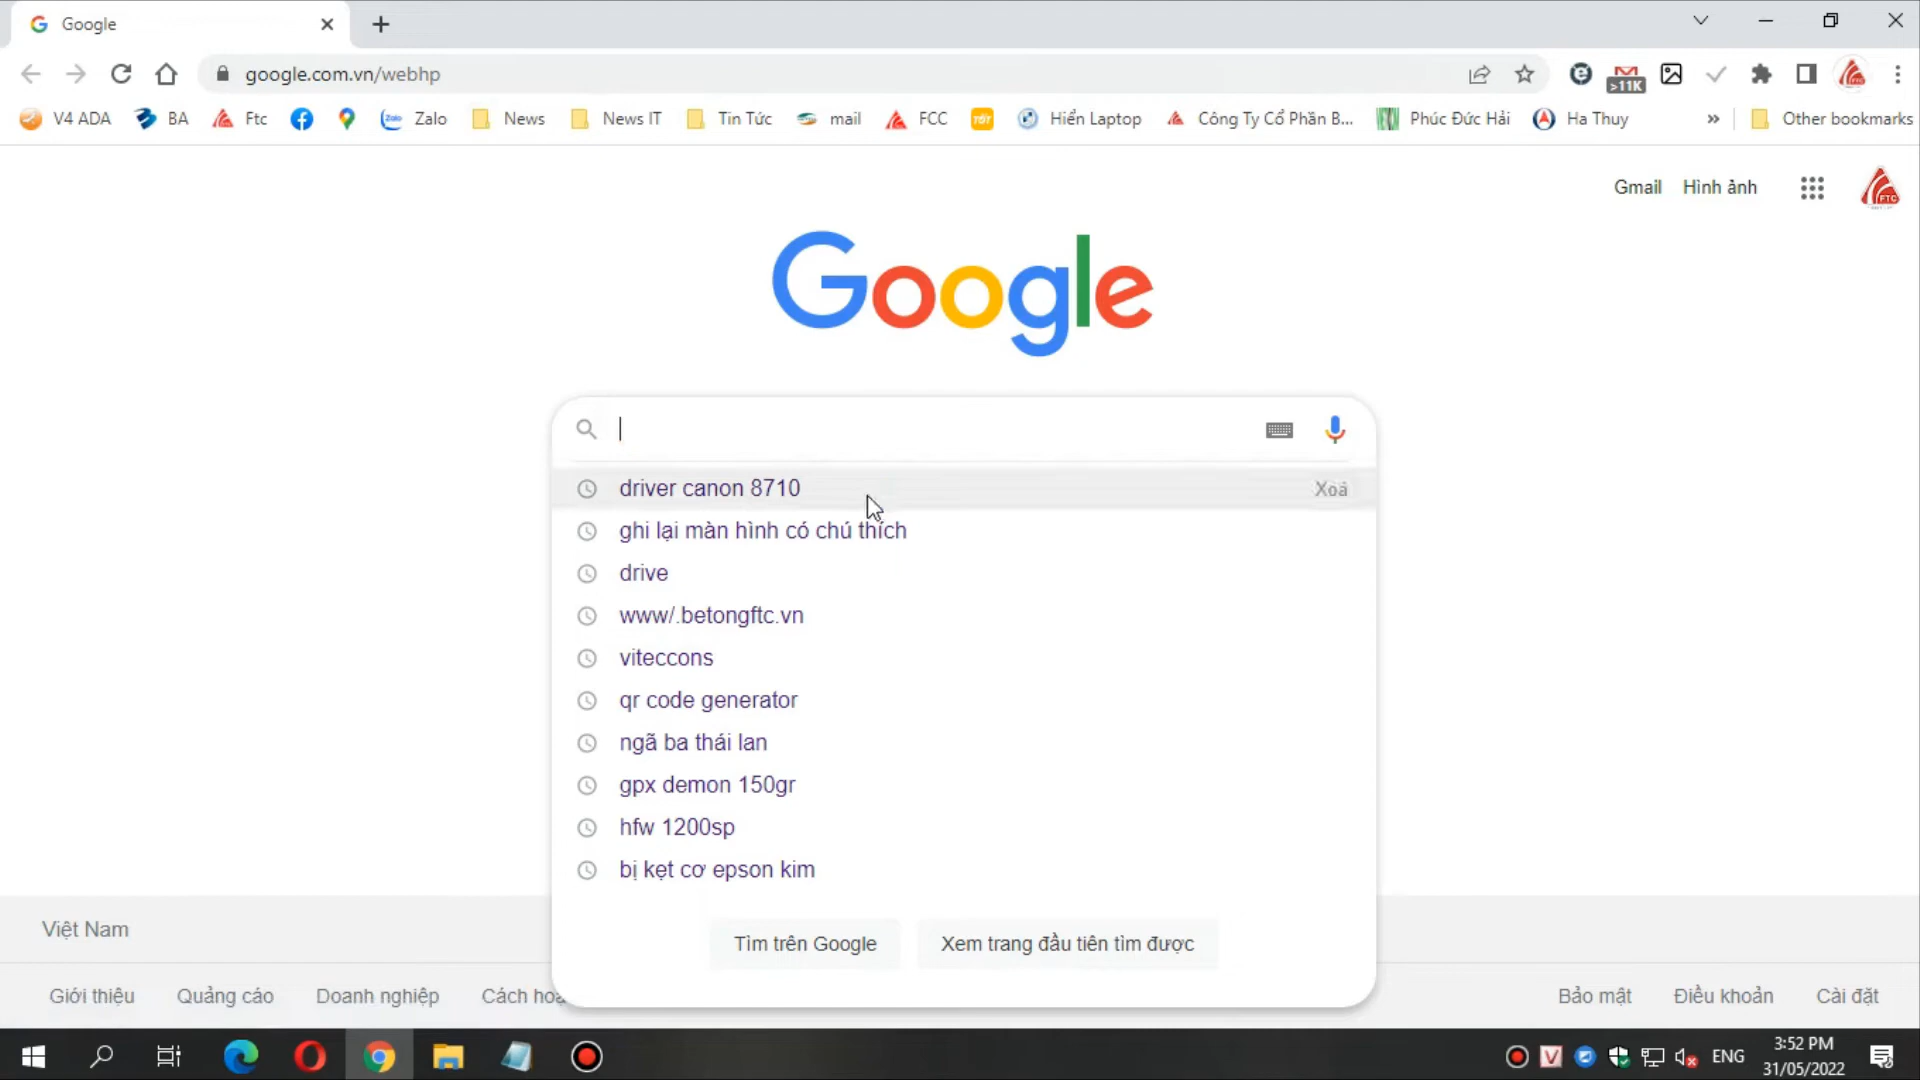 Google
google.com.vn/webhp
>11K
V4 ADA BA Ftc Zalo Zalo News News IT Tin Tức mail FCC TỐT Hiển Laptop Công Ty Cổ Phần B... Phúc Đức Hải Ha Thuy » Other bookmarks
Gmail Hình ảnh FTC
Google
driver canon 8710 Xoá
ghi lại màn hình có chú thích
drive
www/.betongftc.vn
viteccons
qr code generator
ngã ba thái lan
gpx demon 150gr
hfw 1200sp
bị kẹt cơ epson kim
Tìm trên Google Xem trang đầu tiên tìm được
Việt Nam
Giới thiệu Quảng cáo Doanh nghiệp Cách hoạ Bảo mật Điều khoản Cài đặt
V ENG 3:52 PM
31/05/2022